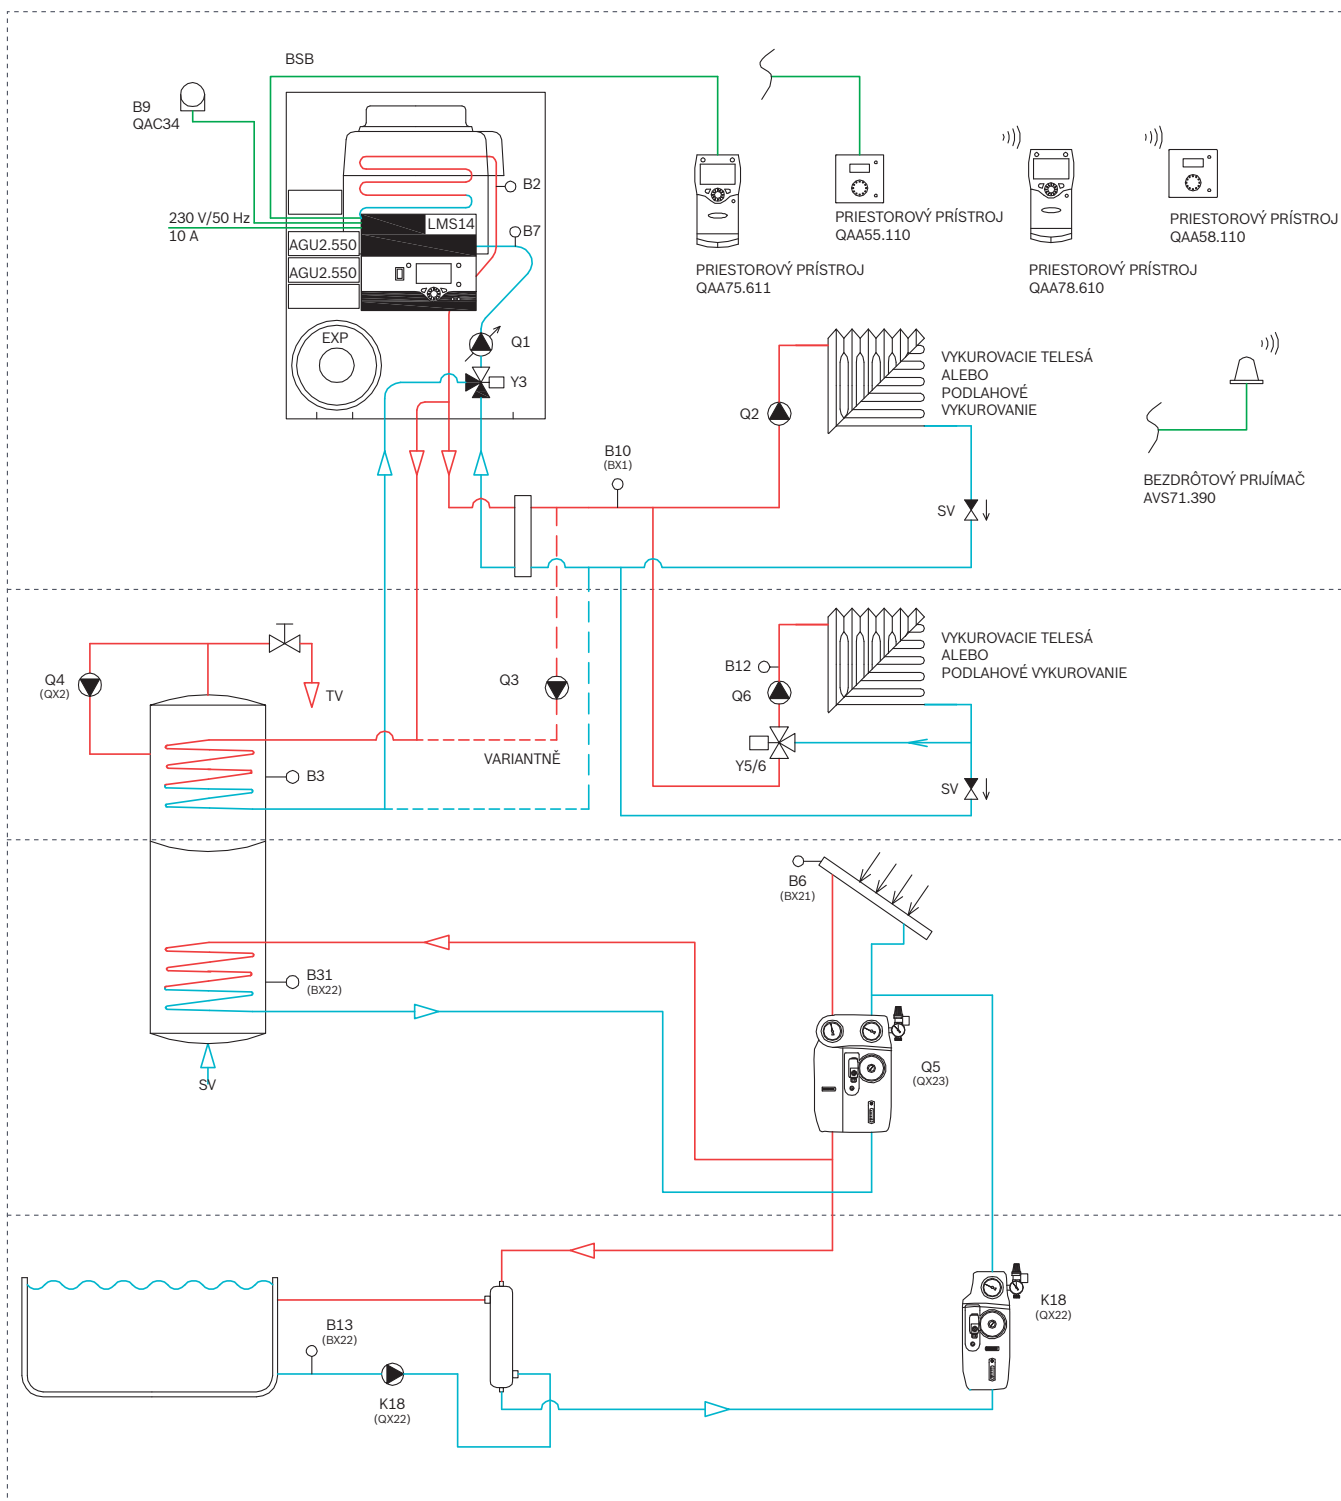 BSB
B9
QAC34
B2
230 V/50 Hz
10 A
LMS14
B7
AGU2.550
AGU2.550
EXP
Q1
Y3
PRIESTOROVÝ PRÍSTROJ
QAA75.611
PRIESTOROVÝ PRÍSTROJ
QAA55.110
PRIESTOROVÝ PRÍSTROJ
QAA78.610
PRIESTOROVÝ PRÍSTROJ
QAA58.110
Q2
VYKUROVACIE TELESÁ
ALEBO
PODLAHOVÉ
VYKUROVANIE
B10
(BX1)
SV
BEZDRÔTOVÝ PRIJÍMAČ
AVS71.390
Q4
(QX2)
TV
Q3
VARIANTNĚ
B3
B12
Q6
Y5/6
VYKUROVACIE TELESÁ
ALEBO
PODLAHOVÉ VYKUROVANIE
SV
B6
(BX21)
B31
(BX22)
SV
Q5
(QX23)
B13
(BX22)
K18
(QX22)
K18
(QX22)